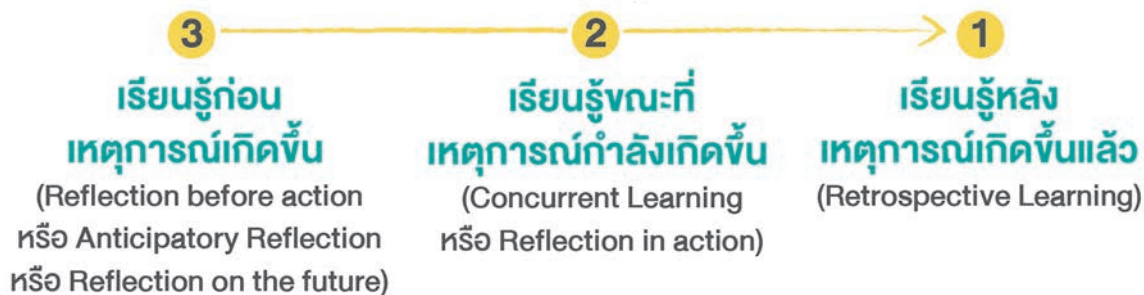 3
เรียนรู้ก่อน
เหตุการณ์เกิดขึ้น
(Reflection before action
หรือ Anticipatory Reflection
หรือ Reflection on the future)
2
เรียนรู้ขณะที่
เหตุการณ์กำลังเกิดขึ้น
(Concurrent Learning
หรือ Reflection in action)
1
เรียนรู้หลัง
เหตุการณ์เกิดขึ้นแล้ว
(Retrospective Learning)